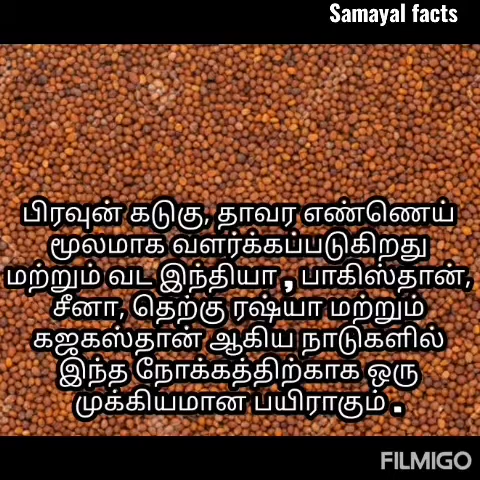 Samayal facts
பிரவுன் கடுகு, தாவர எண்ணெய்
மூலமாக வளர்க்கப்படுகிறது
மற்றும் வட இந்தியா , பாகிஸ்தான்,
சீனா, தெற்கு ரஷ்யா மற்றும்
கஜகஸ்தான் ஆகிய நாடுகளில்
இந்த நோக்கத்திற்காக ஒரு
முக்கியமான பயிராகும் .
FILMIGO